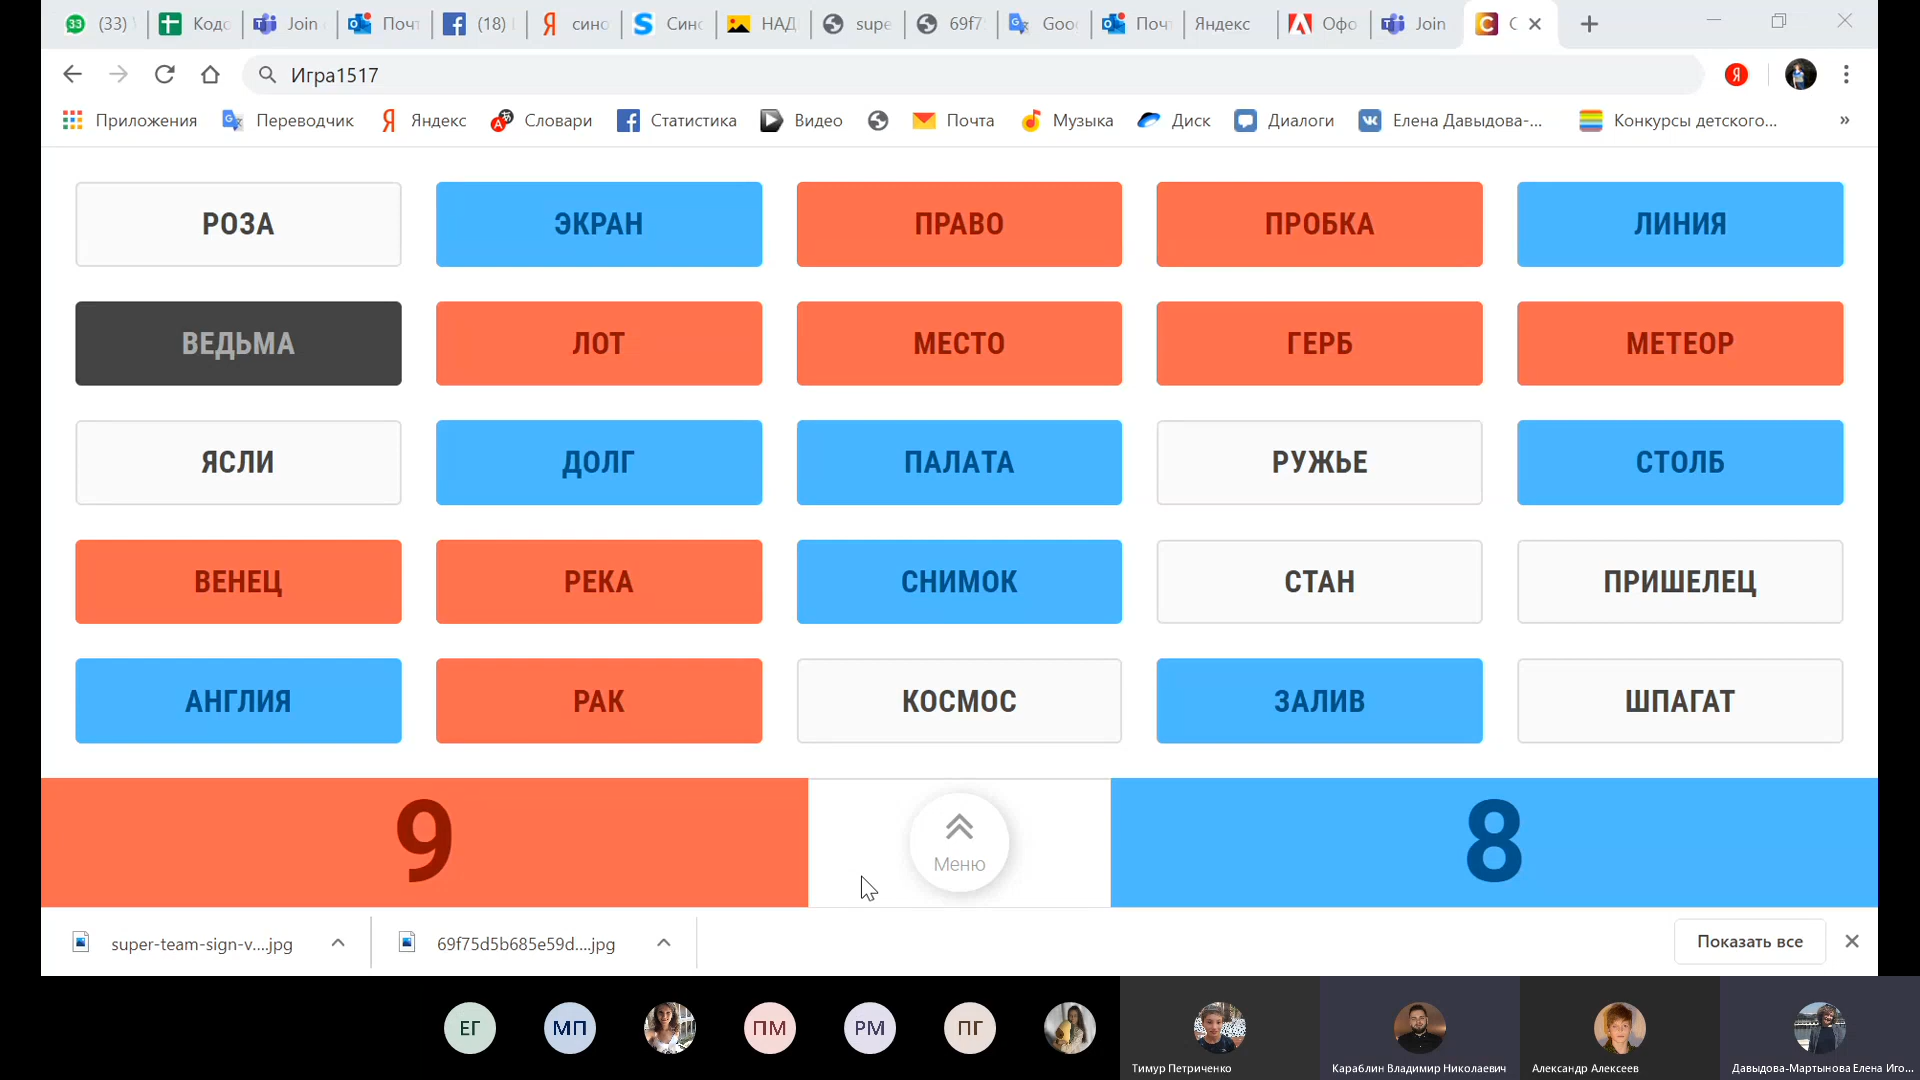 (33)
Кодо
Join
Почт
(18)
сино
Синс
НАД
supe
69f7
Goo
Почт
Яндекс
Офо
Join
Игра1517
Приложения
Переводчик
Яндекс
Словари
Статистика
Видео
Почта
Музыка
Диск
Диалоги
Елена Давыдова-...
Конкурсы детского...
»
РОЗА
ЭКРАН
ПРАВО
ПРОБКА
ЛИНИЯ
ВЕДЬМА
ЛОТ
МЕСТО
ГЕРБ
МЕТЕОР
ЯСЛИ
ДОЛГ
ПАЛАТА
РУЖЬЕ
СТОЛБ
ВЕНЕЦ
РЕКА
СНИМОК
СТАН
ПРИШЕЛЕЦ
АНГЛИЯ
РАК
КОСМОС
ЗАЛИВ
ШПАГАТ
9
Меню
8
super-team-sign-v....jpg
69f75d5b685e59d....jpg
Показать все
ЕГ
МП
ПМ
РМ
ПГ
Тимур Петриченко
Караблин Владимир Николаевич
Александр Алексеев
Давыдова-Мартынова Елена Иго...